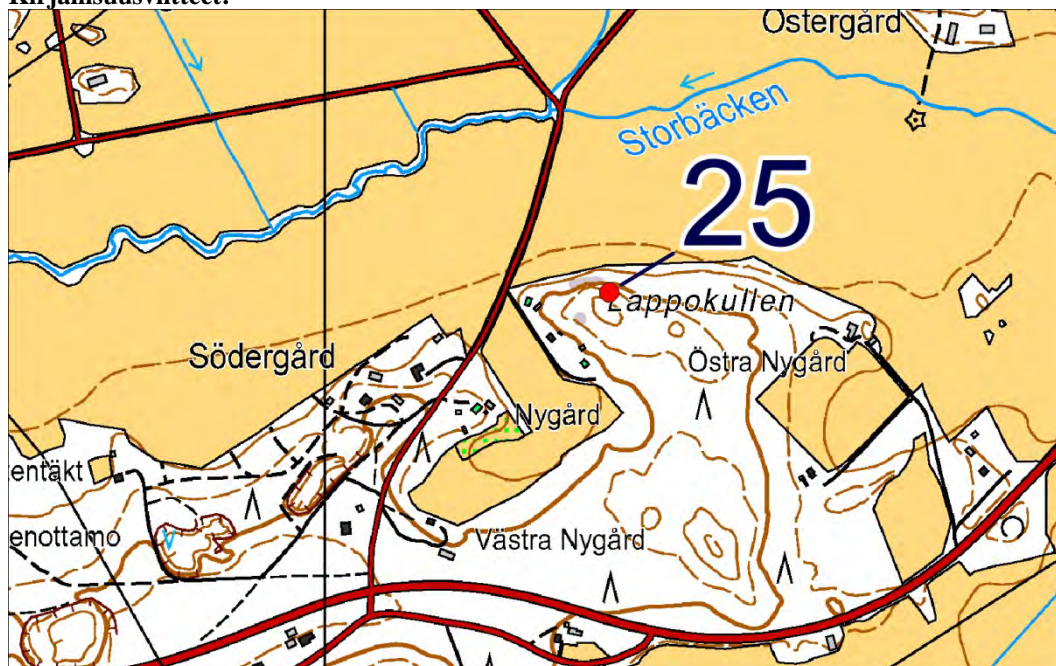 Östergård
Storbäcken
25
Lappokullen
Södergård
Östra Nygård
Nygård
entäkt
enottamo
Västra Nygård